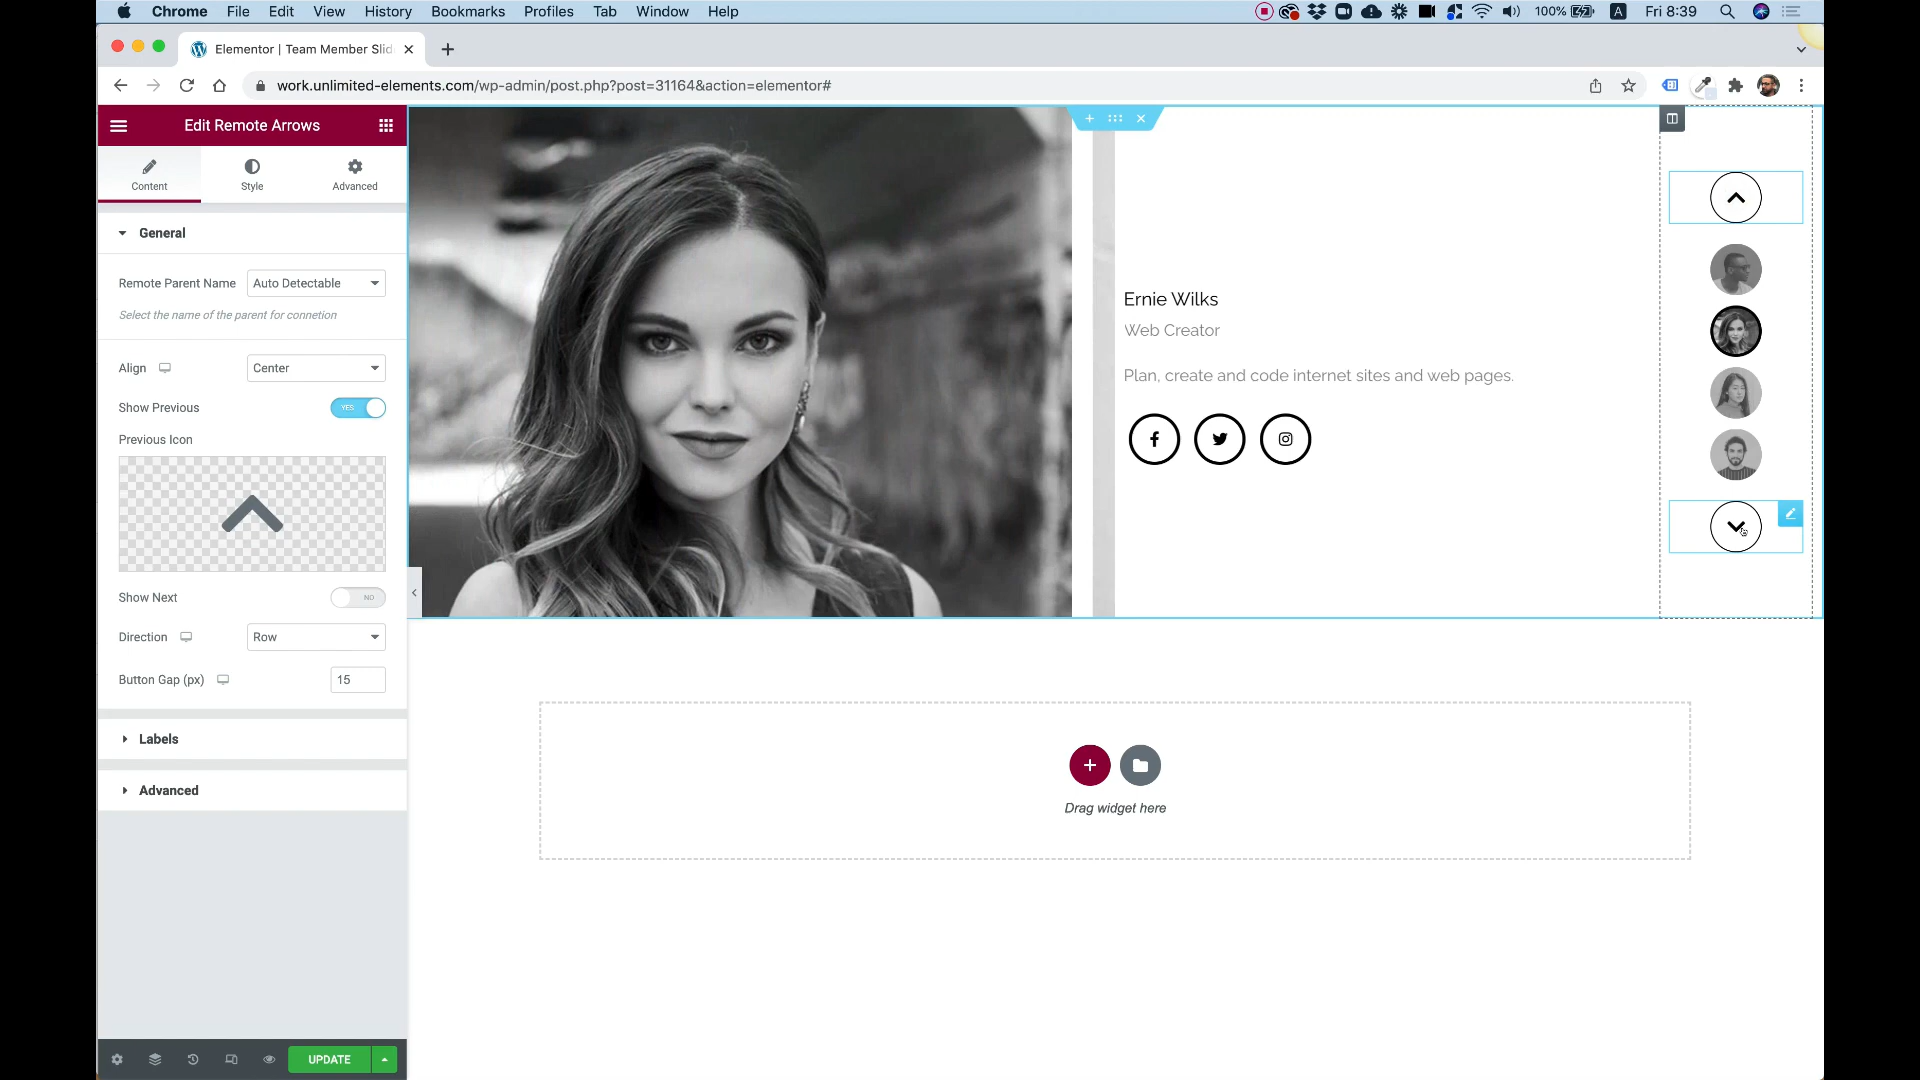 Chrome File Edit View History Bookmarks Profiles Tab Window Help 100% A Fri 8:39
Elementor | Team Member Slid
work.unlimited-elements.com/wp-admin/post.php?post=31164&action=elementor#
Edit Remote Arrows
Content Style Advanced
General
Remote Parent Name Auto Detectable
Select the name of the parent for connetion
Align Center
Show Previous YES
Previous Icon
Show Next NO
Direction Row
Button Gap (px) 15
Labels
Advanced
UPDATE
Ernie Wilks
Web Creator
Plan, create and code internet sites and web pages.
Drag widget here